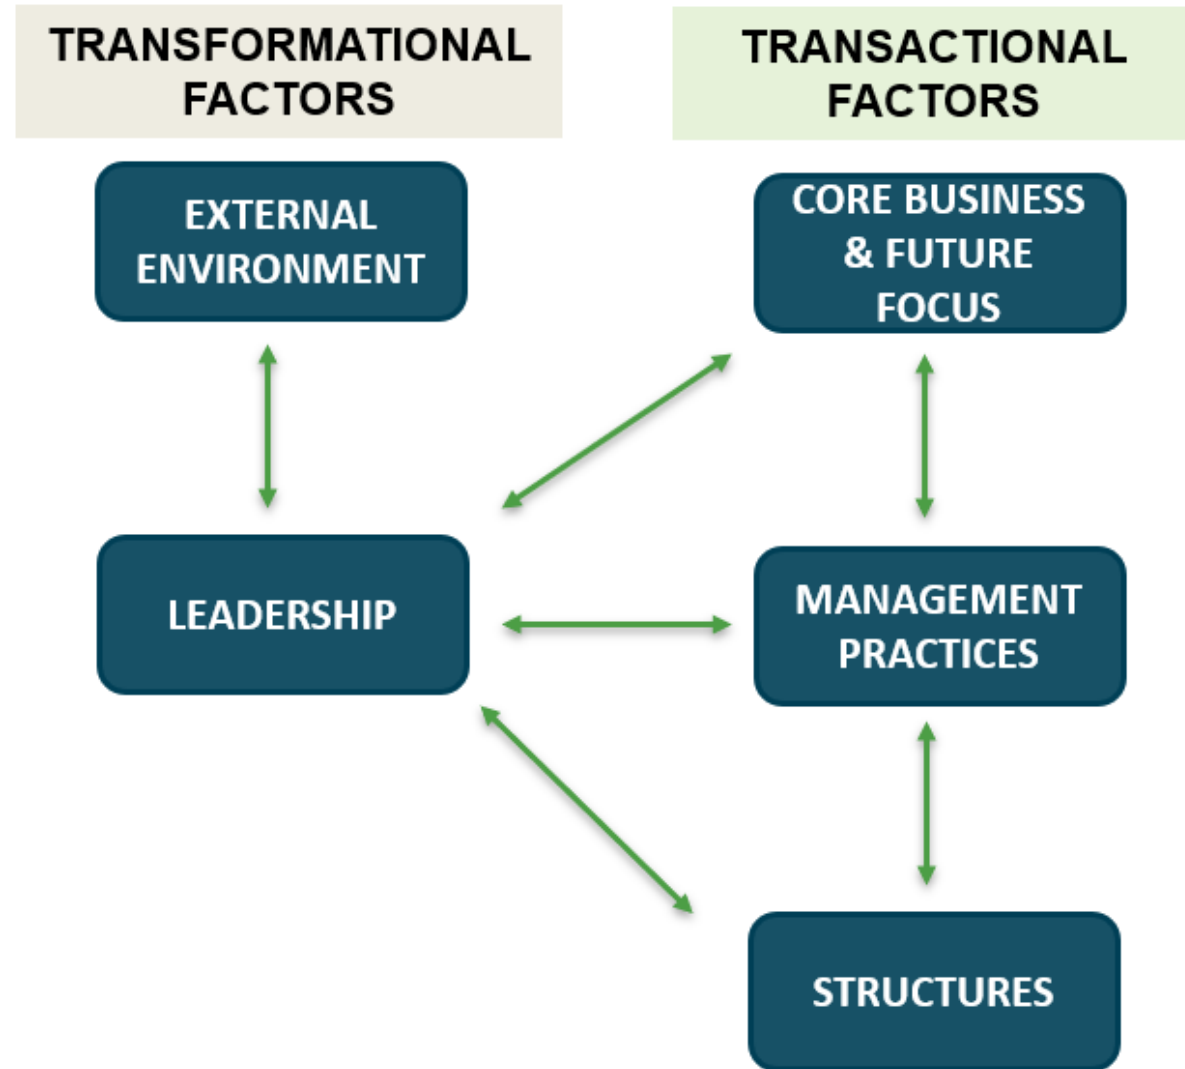 TRANSFORMATIONAL
FACTORS
TRANSACTIONAL
FACTORS
EXTERNAL
ENVIRONMENT
CORE BUSINESS
& FUTURE
FOCUS
LEADERSHIP
MANAGEMENT
PRACTICES
STRUCTURES